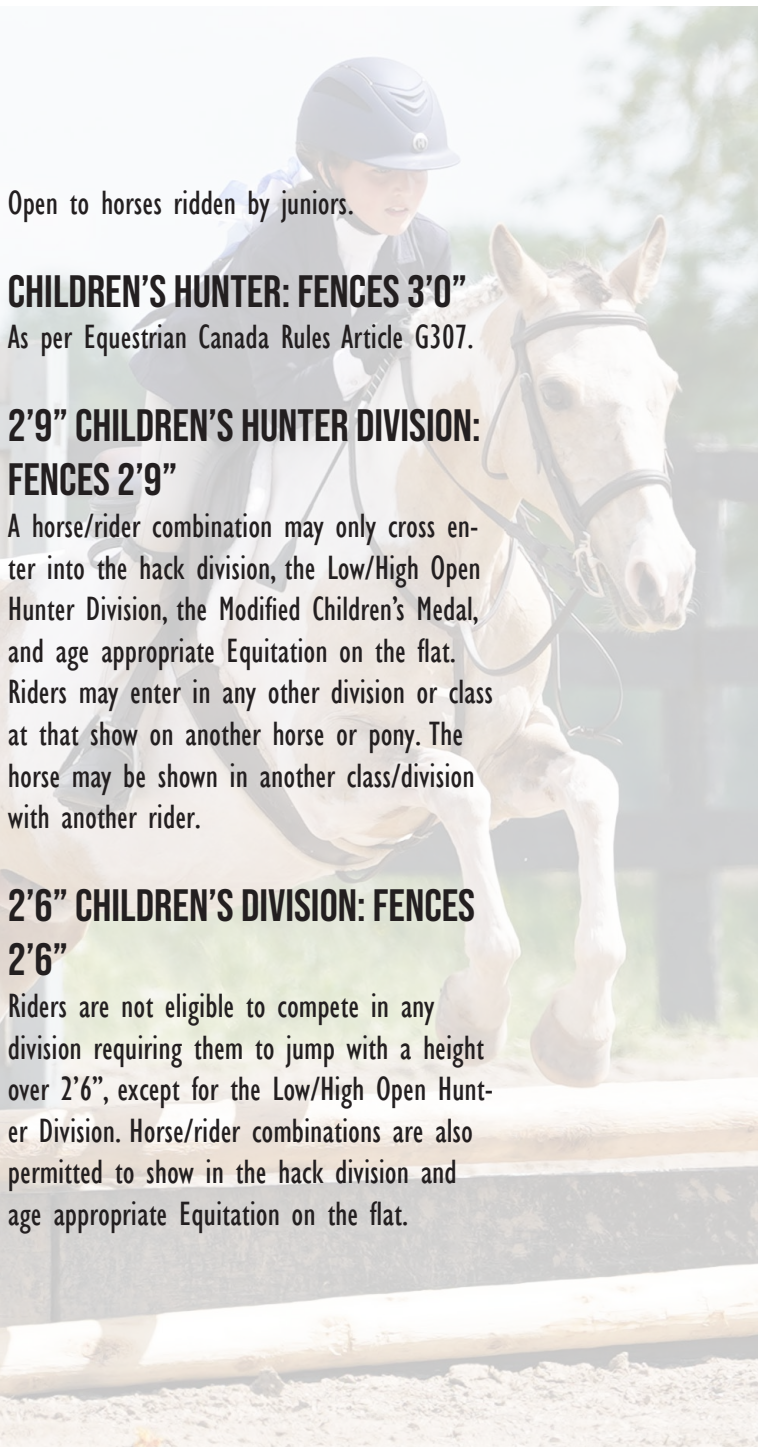 Open to horses ridden by juniors.
CHILDREN’S HUNTER: FENCES 3’0”
As per Equestrian Canada Rules Article G307.
2’9” CHILDREN’S HUNTER DIVISION:
FENCES 2’9”
A horse/rider combination may only cross en-
ter into the hack division, the Low/High Open
Hunter Division, the Modified Children’s Medal,
and age appropriate Equitation on the flat.
Riders may enter in any other division or class
at that show on another horse or pony. The
horse may be shown in another class/division
with another rider.
2’6” CHILDREN’S DIVISION: FENCES
2’6”
Riders are not eligible to compete in any
division requiring them to jump with a height
over 2’6”, except for the Low/High Open Hunt-
er Division. Horse/rider combinations are also
permitted to show in the hack division and
age appropriate Equitation on the flat.